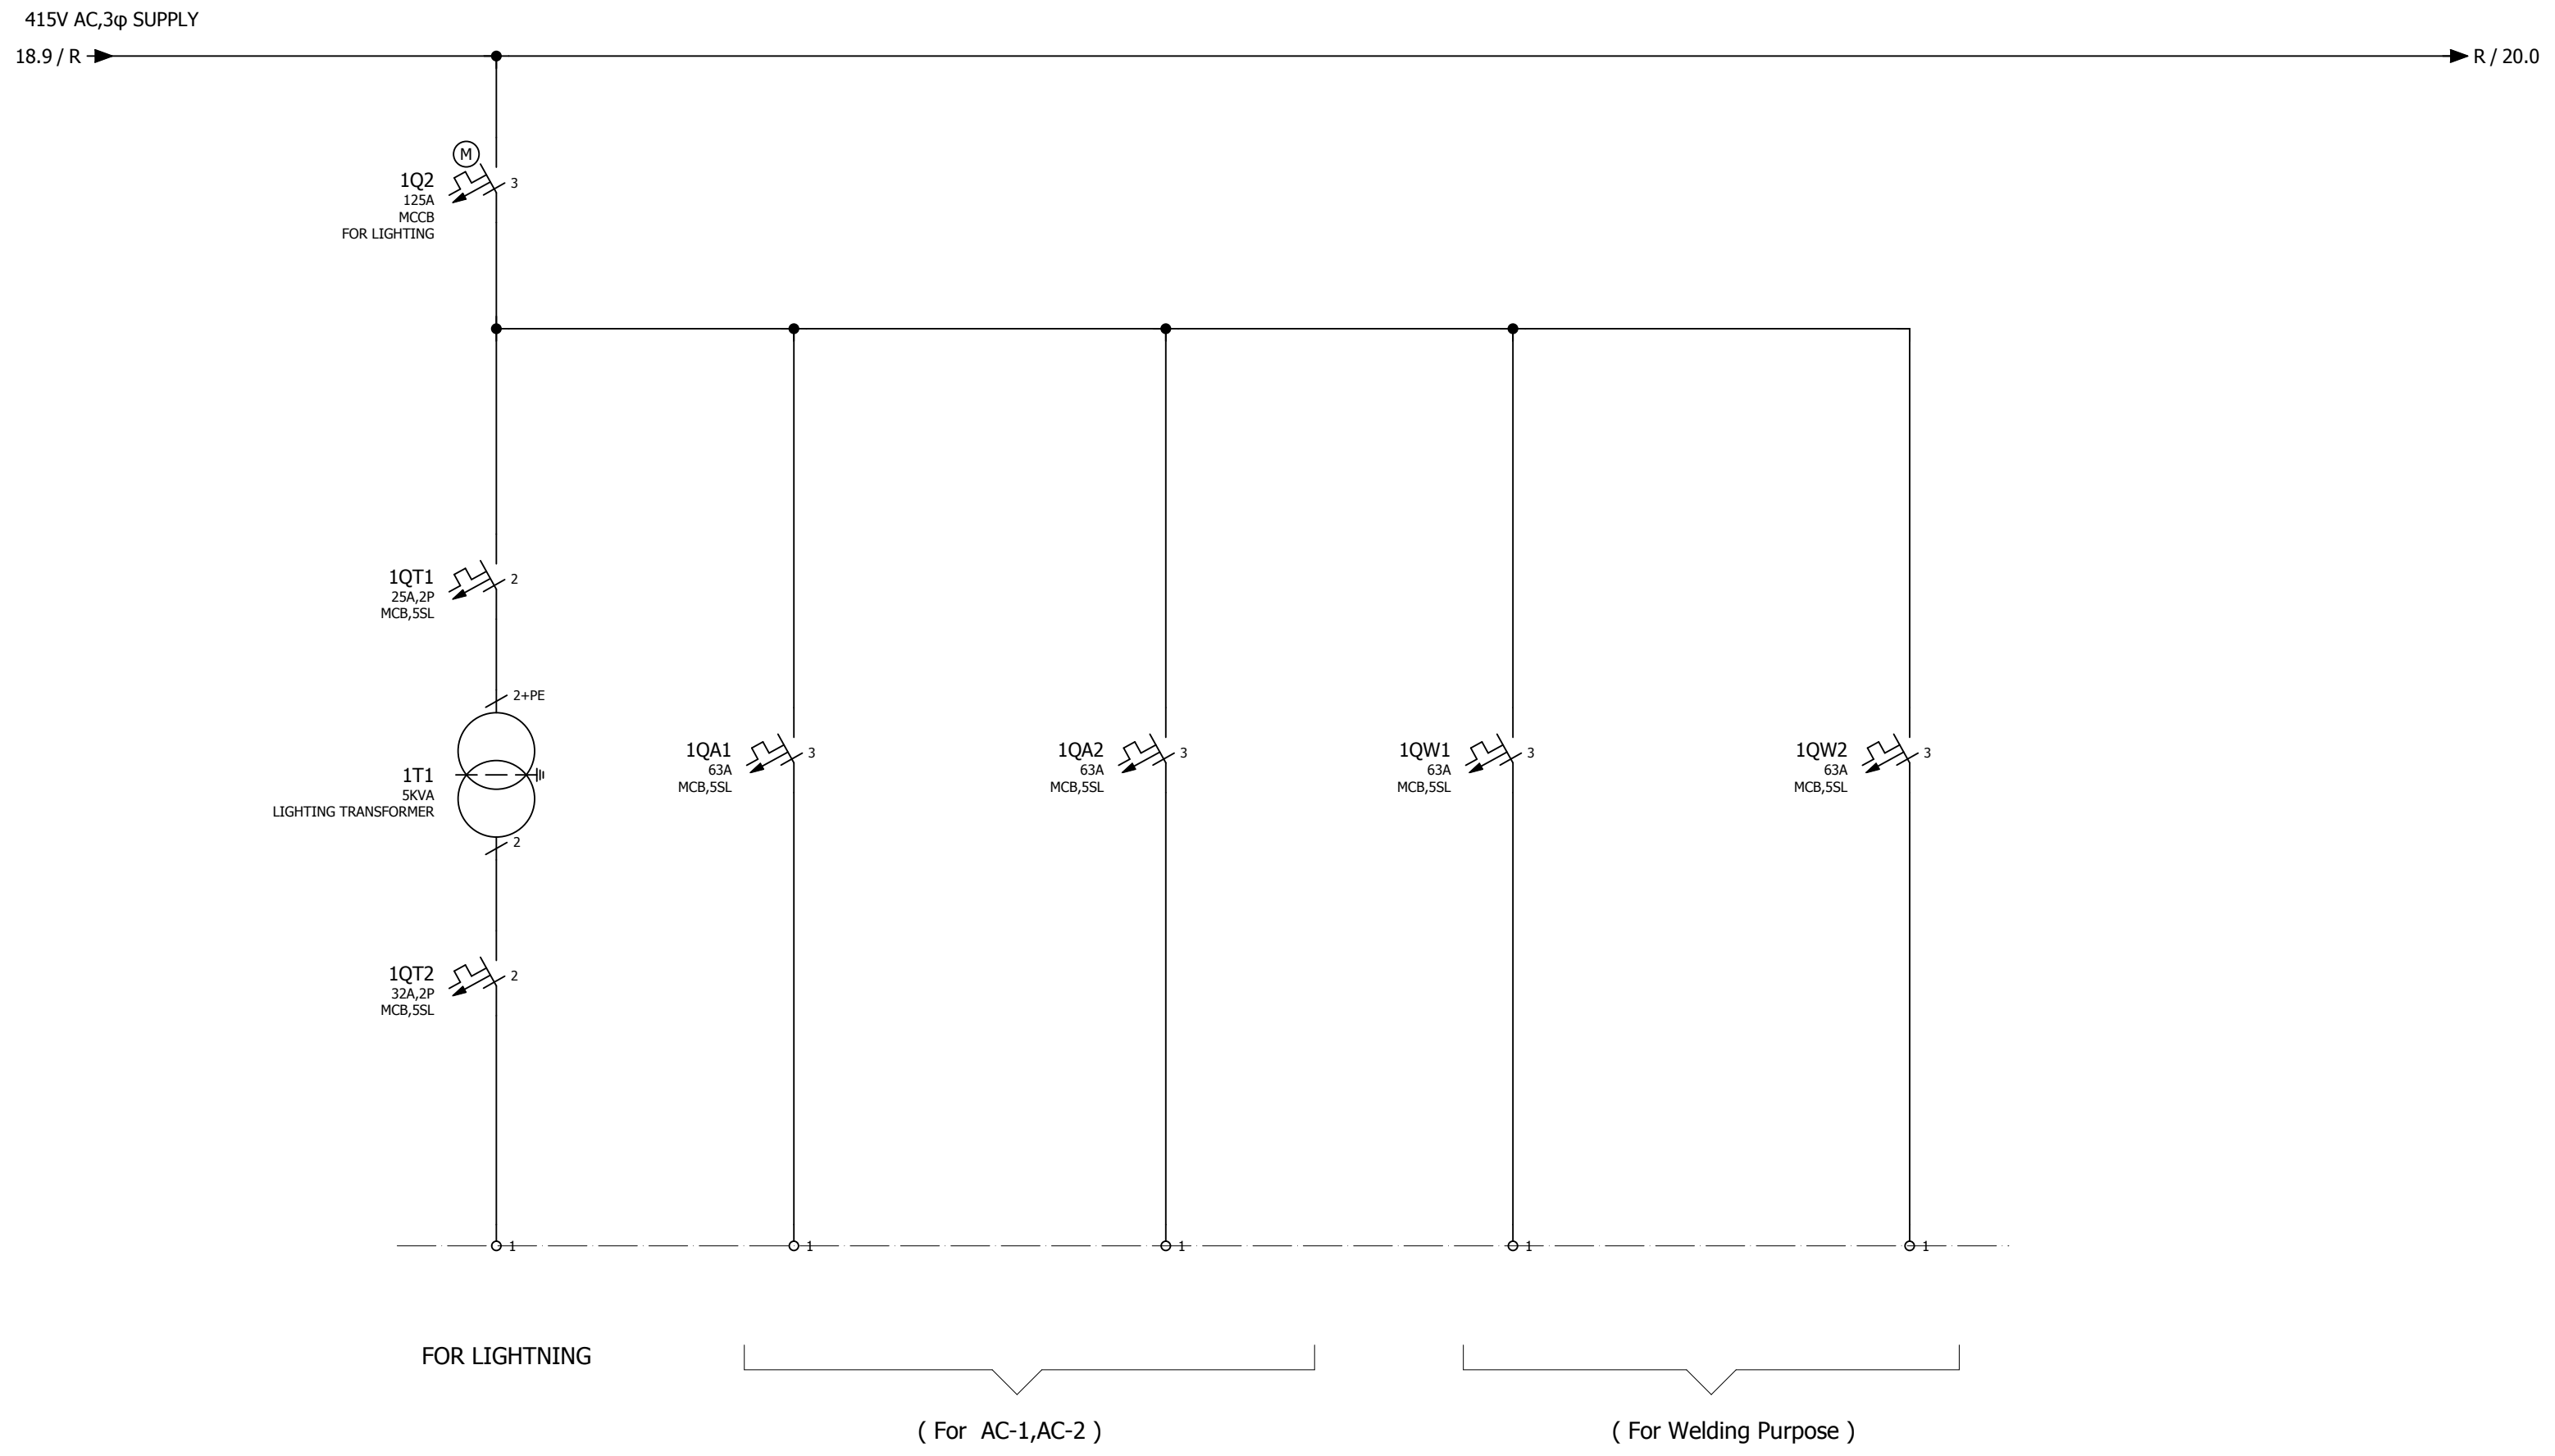 415V AC,3φ SUPPLY
18.9 / R
R / 20.0
M
1Q2
3
125A
MCCB
FOR LIGHTING
1QT1
2
25A,2P
MCB,5SL
2+PE
1T1
5KVA
LIGHTING TRANSFORMER
2
1QT2
2
32A,2P
MCB,5SL
1QA1
3
63A
MCB,5SL
1QA2
3
63A
MCB,5SL
1QW1
3
63A
MCB,5SL
1QW2
3
63A
MCB,5SL
1
1
1
1
1
FOR LIGHTNING
( For AC-1,AC-2 )
( For Welding Purpose )